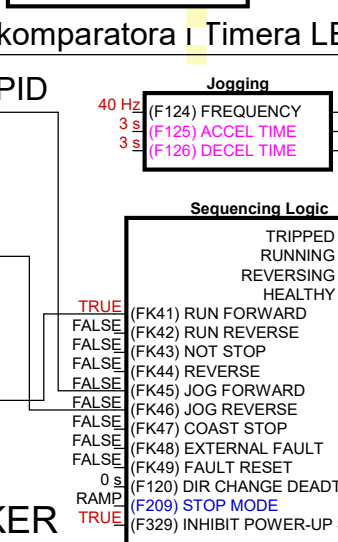 komparatora i Timera LE
PID
Jogging
40 Hz (F124) FREQUENCY
3 s (F125) ACCEL TIME
3 s (F126) DECEL TIME
Sequencing Logic
TRIPPED
RUNNING
REVERSING
HEALTHY
TRUE (FK41) RUN FORWARD
FALSE (FK42) RUN REVERSE
FALSE (FK43) NOT STOP
FALSE (FK44) REVERSE
FALSE (FK45) JOG FORWARD
FALSE (FK46) JOG REVERSE
FALSE (FK47) COAST STOP
FALSE (FK48) EXTERNAL FAULT
FALSE (FK49) FAULT RESET
0 s (F120) DIR CHANGE DEADT
RAMP (F209) STOP MODE
KER
TRUE (F329) INHIBIT POWER-UP